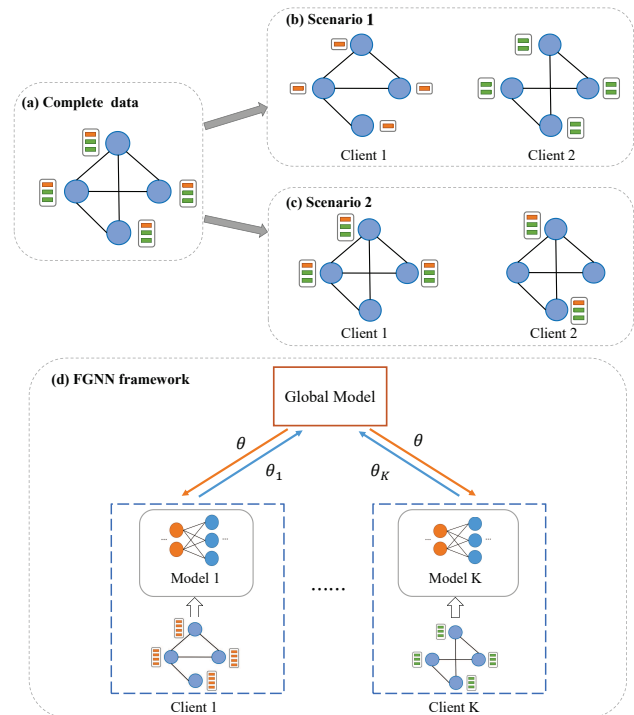 (b) Scenario 1
(a) Complete data
Client 1
Client 2
(c) Scenario 2
Client 1
Client 2
(d) FGNN framework
Global Model
θ
θ
θ₁
θ_K
...
...
...
...
Model 1
Model K
......
Client 1
Client K